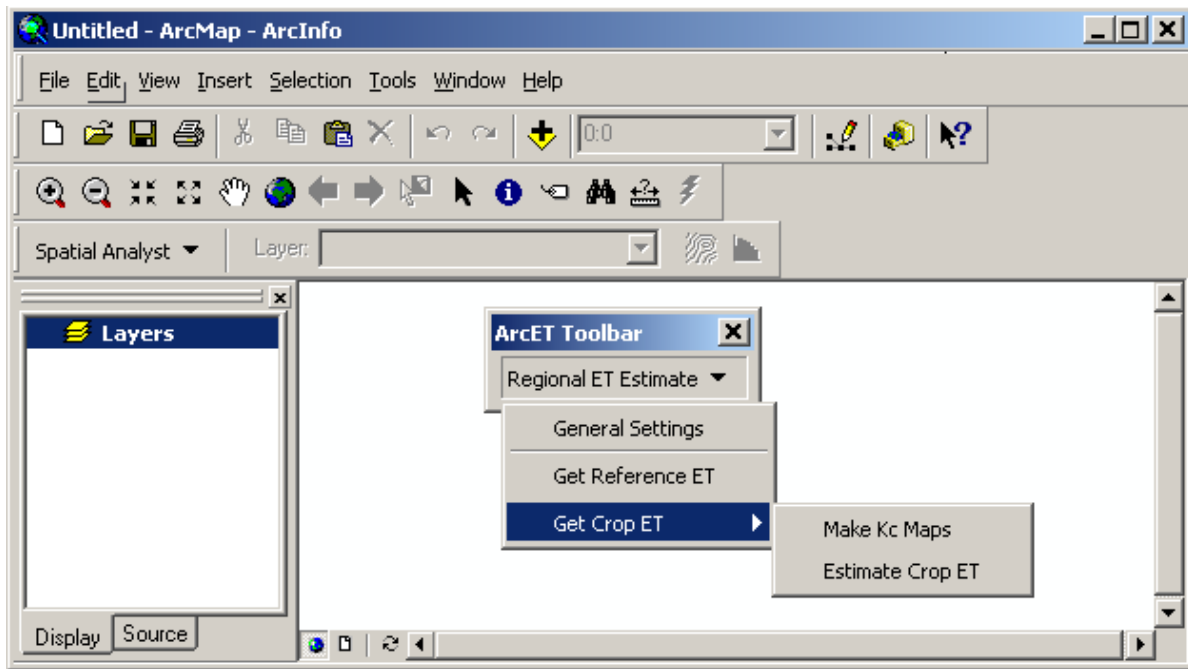 Untitled - ArcMap - ArcInfo
File Edit View Insert Selection Tools Window Help
0:0
Spatial Analyst Layer:
Layers
ArcET Toolbar
Regional ET Estimate
General Settings
Get Reference ET
Get Crop ET
Make Kc Maps
Estimate Crop ET
Display Source